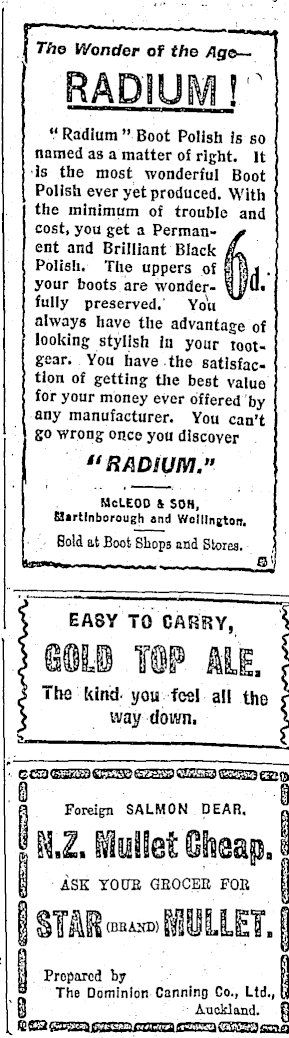 The Wonder of the Age—
RADIUM!
"Radium" Boot Polish is so
named as a matter of right. It
is the most wonderful Boot
Polish ever yet produced. With
the minimum of trouble and
cost, you get a Perman-
ent and Brilliant Black
Polish. The uppers of
your boots are wonder-
fully preserved. You
6d.
always have the advantage of
looking stylish in your foot-
gear. You have the satisfac-
tion of getting the best value
for your money ever offered by
any manufacturer. You can't
go wrong once you discover
"RADIUM."
McLEOD & SON,
Martinborough and Wellington.
Sold at Boot Shops and Stores.
EASY TO CARRY,
GOLD TOP ALE.
The kind you feel all the
way down.
Foreign SALMON DEAR.
N.Z. Mullet Cheap.
ASK YOUR GROCER FOR
STAR (BRAND) MULLET.
Prepared by
The Dominion Canning Co., Ltd.,
Auckland.